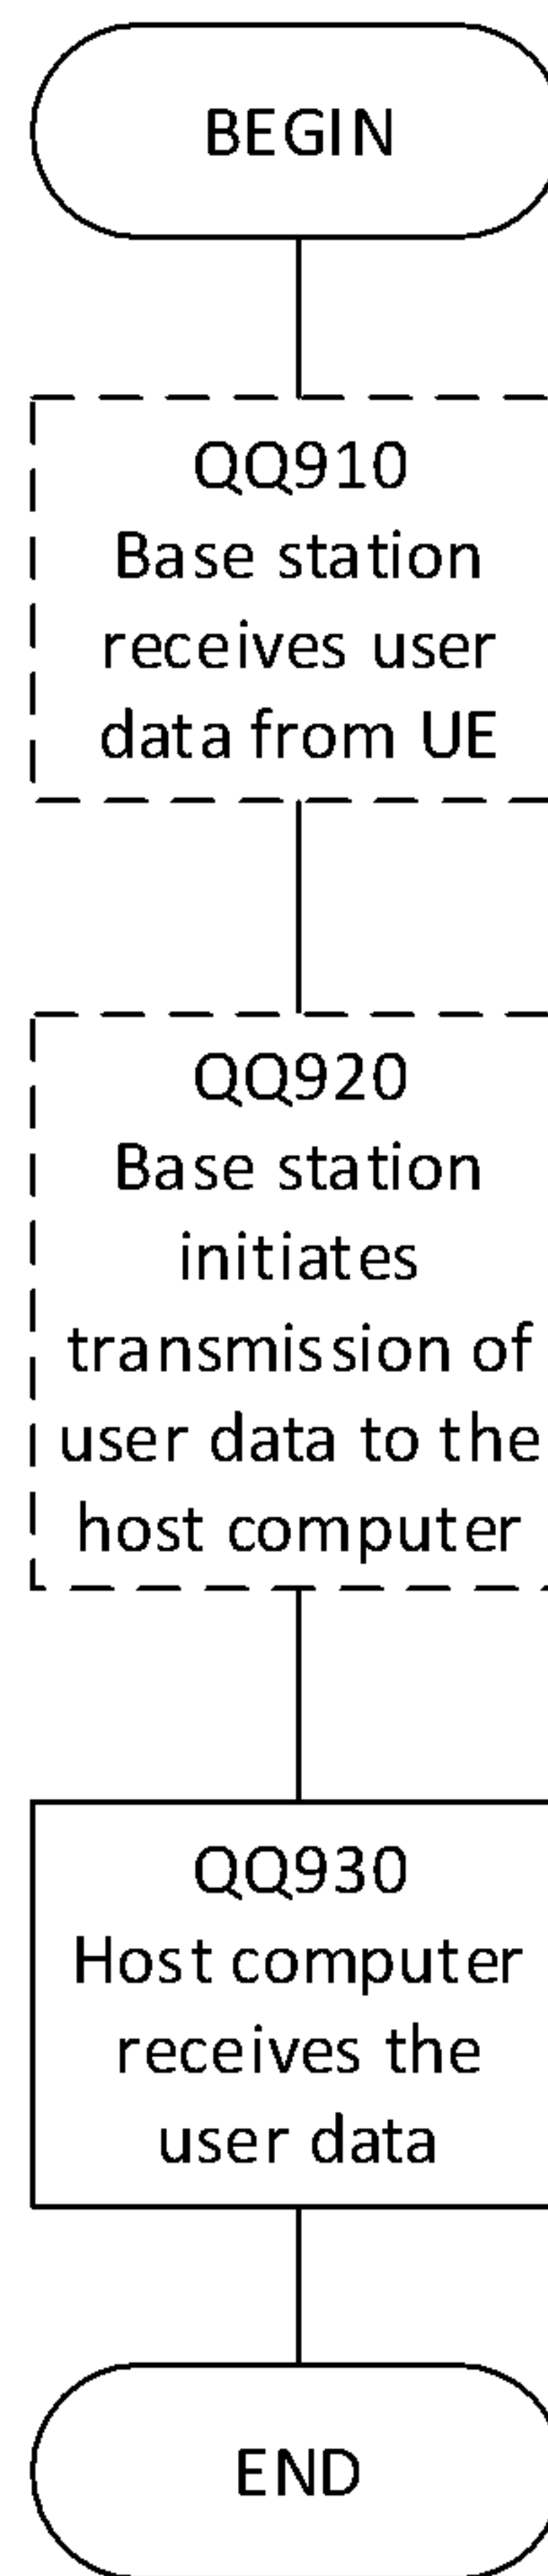 BEGIN
QQ910
Base station
receives user
data from UE
QQ920
Base station
initiates
transmission of
user data to the
host computer
QQ930
Host computer
receives the
user data
END